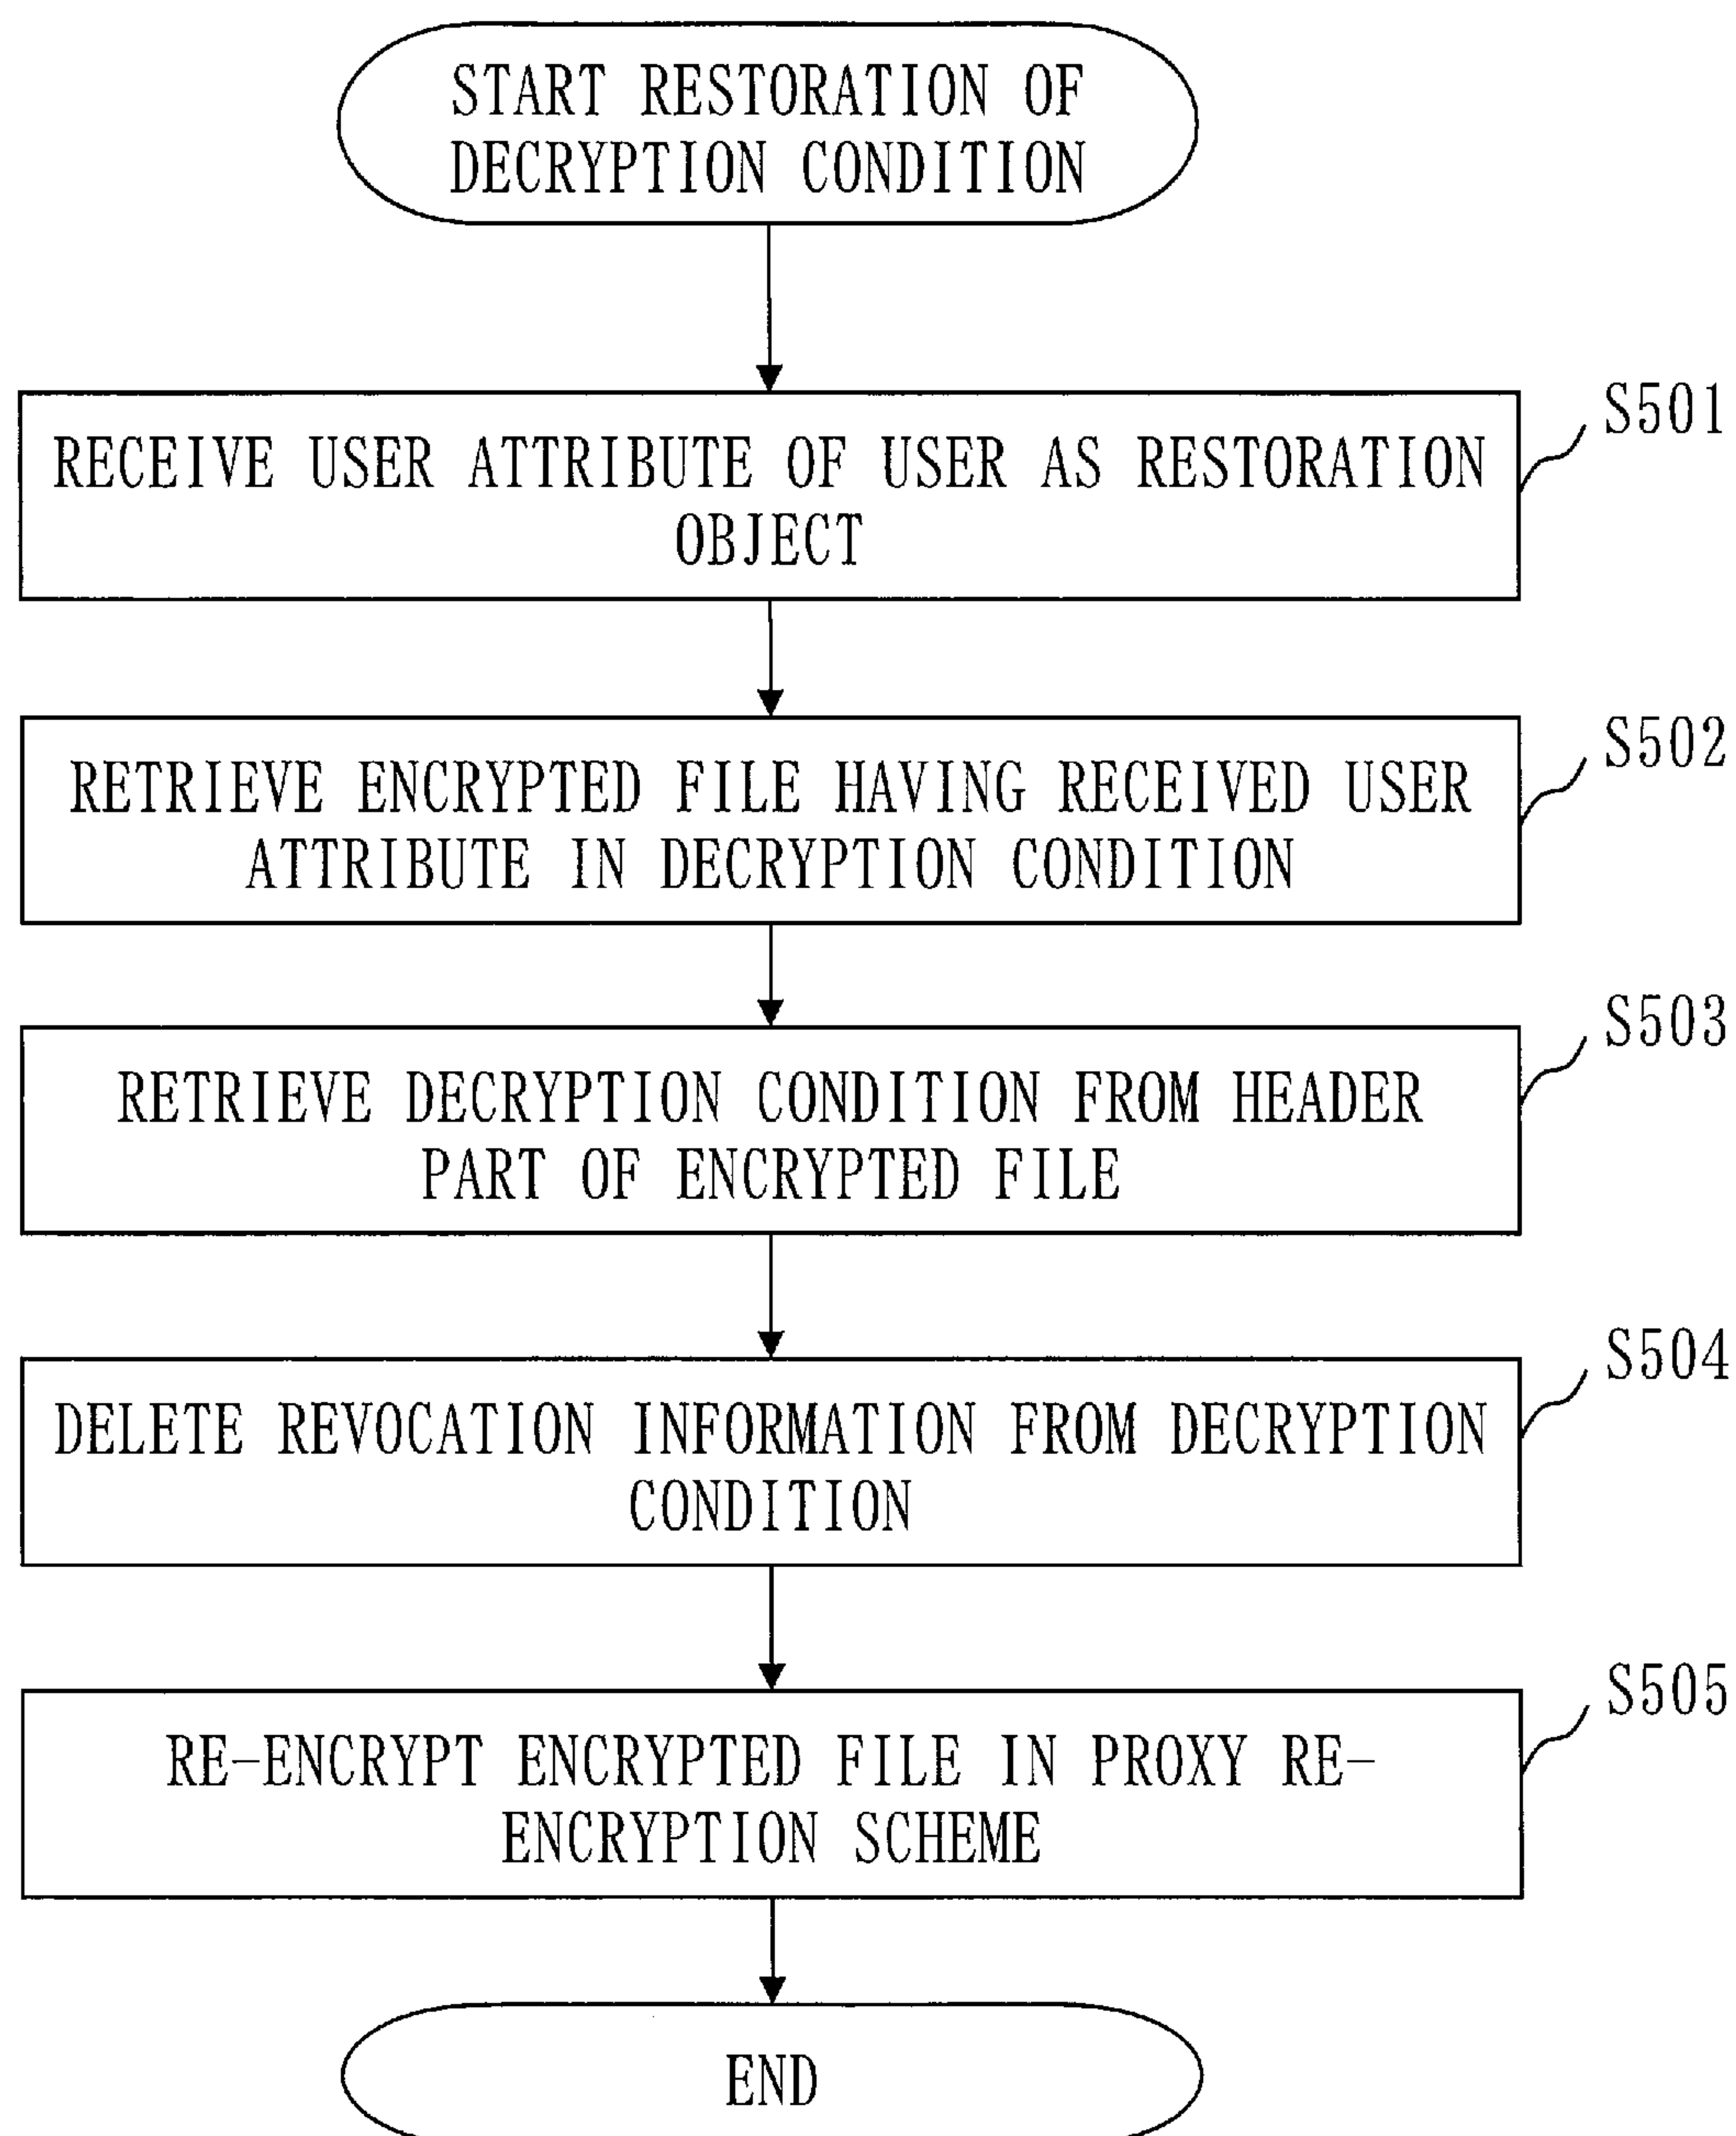 START RESTORATION OF
DECRYPTION CONDITION
S501
RECEIVE USER ATTRIBUTE OF USER AS RESTORATION
OBJECT
S502
RETRIEVE ENCRYPTED FILE HAVING RECEIVED USER
ATTRIBUTE IN DECRYPTION CONDITION
S503
RETRIEVE DECRYPTION CONDITION FROM HEADER
PART OF ENCRYPTED FILE
S504
DELETE REVOCATION INFORMATION FROM DECRYPTION
CONDITION
S505
RE-ENCRYPT ENCRYPTED FILE IN PROXY RE-
ENCRYPTION SCHEME
END